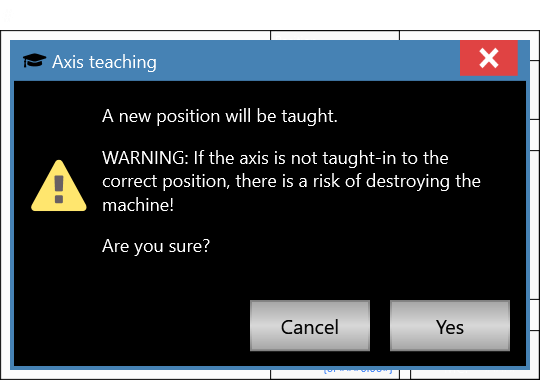 Axis teaching
A new position will be taught.
WARNING: If the axis is not taught-in to the
correct position, there is a risk of destroying the
machine!
Are you sure?
Cancel
Yes